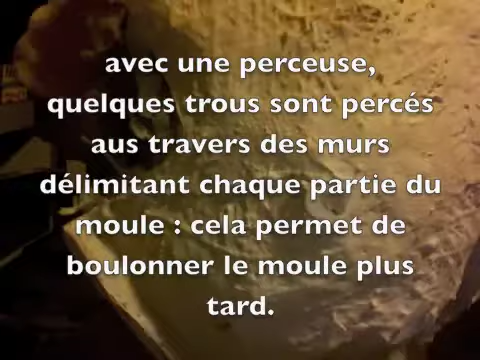 avec une perceuse,
quelques trous sont percés
aus travers des murs
délimitant chaque partie du
moule : cela permet de
boulonner le moule plus
tard.